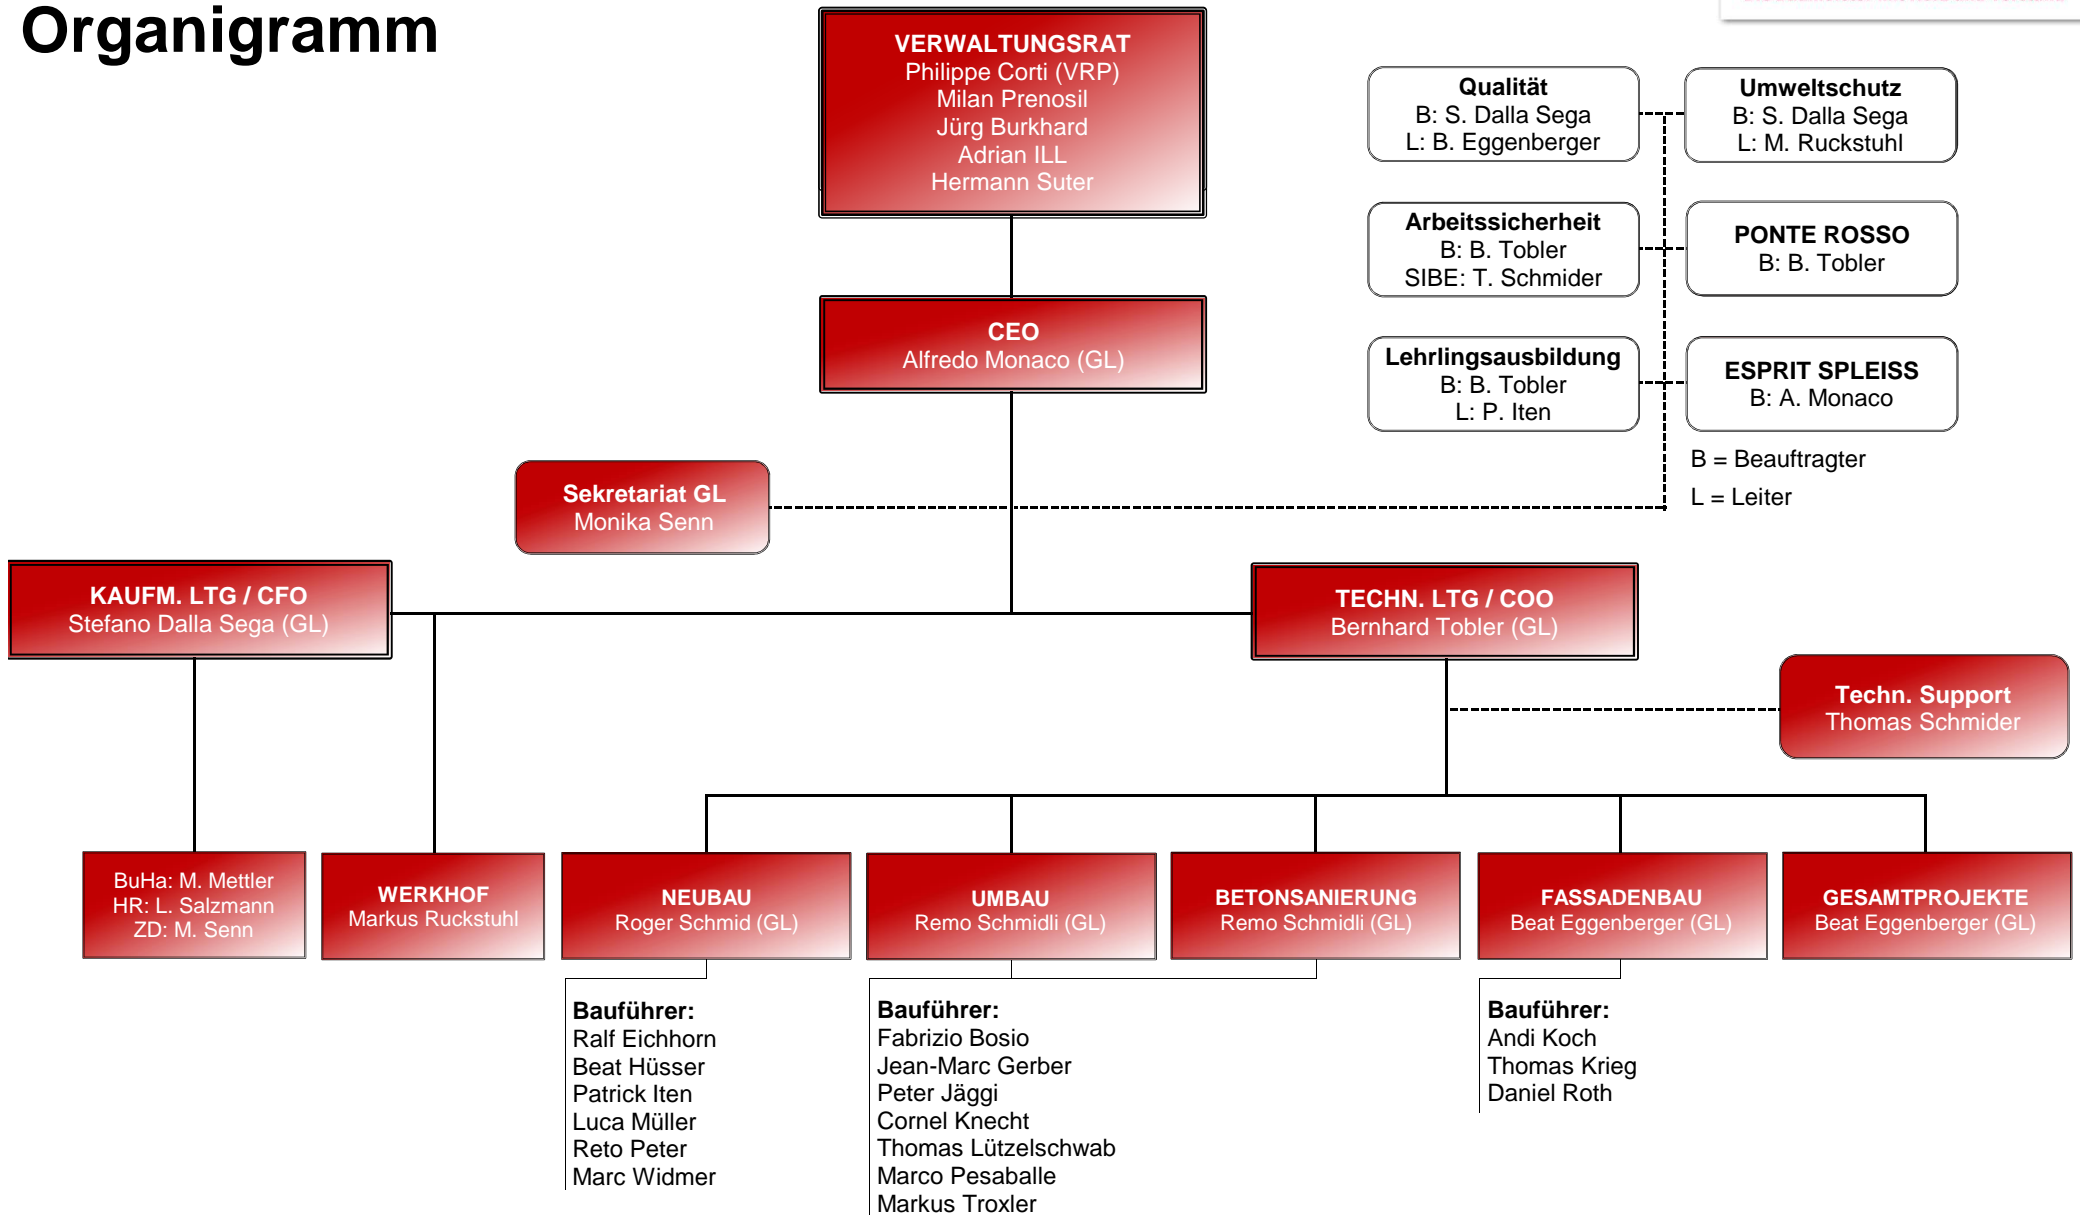 Organigramm
VERWALTUNGSRAT
Philippe Corti (VRP)
Milan Prenosil
Jürg Burkhard
Adrian ILL
Hermann Suter
Qualität
B: S. Dalla Sega
L: B. Eggenberger
Umweltschutz
B: S. Dalla Sega
L: M. Ruckstuhl
Arbeitssicherheit
B: B. Tobler
SIBE: T. Schmider
PONTE ROSSO
B: B. Tobler
CEO
Alfredo Monaco (GL)
Lehrlingsausbildung
B: B. Tobler
L: P. Iten
ESPRIT SPLEISS
B: A. Monaco
B = Beauftragter
L = Leiter
Sekretariat GL
Monika Senn
KAUFM. LTG / CFO
Stefano Dalla Sega (GL)
TECHN. LTG / COO
Bernhard Tobler (GL)
Techn. Support
Thomas Schmider
BuHa: M. Mettler
HR: L. Salzmann
ZD: M. Senn
WERKHOF
Markus Ruckstuhl
NEUBAU
Roger Schmid (GL)
UMBAU
Remo Schmidli (GL)
BETONSANIERUNG
Remo Schmidli (GL)
FASSADENBAU
Beat Eggenberger (GL)
GESAMTPROJEKTE
Beat Eggenberger (GL)
Bauführer:
Ralf Eichhorn
Beat Hüsser
Patrick Iten
Luca Müller
Reto Peter
Marc Widmer
Bauführer:
Fabrizio Bosio
Jean-Marc Gerber
Peter Jäggi
Cornel Knecht
Thomas Lützelschwab
Marco Pesaballe
Markus Troxler
Bauführer:
Andi Koch
Thomas Krieg
Daniel Roth